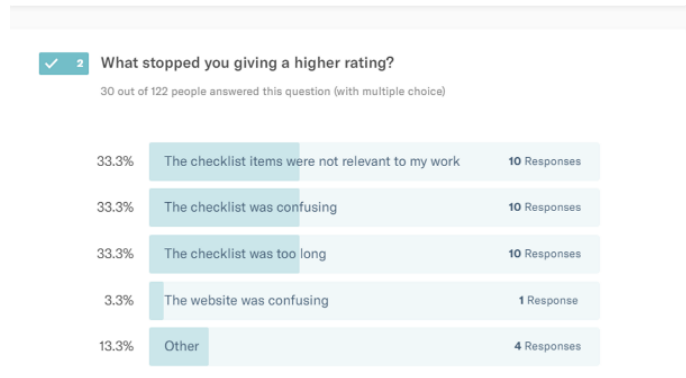 ✓ 2 What stopped you giving a higher rating?
30 out of 122 people answered this question (with multiple choice)
33.3% The checklist items were not relevant to my work 10 Responses
33.3% The checklist was confusing 10 Responses
33.3% The checklist was too long 10 Responses
3.3% The website was confusing 1 Response
13.3% Other 4 Responses